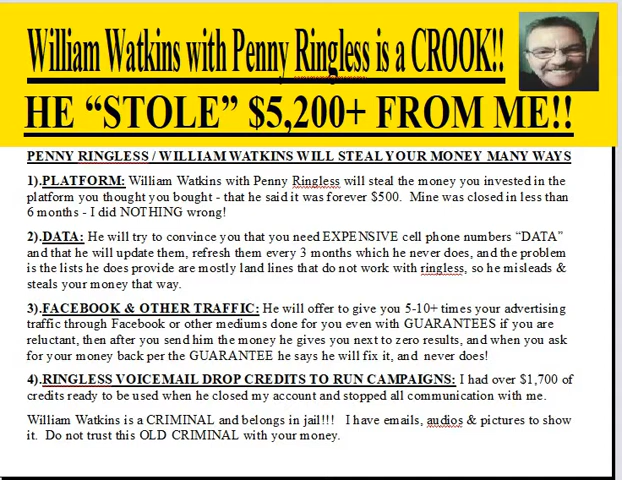 William Watkins with Penny Ringless is a CROOK!!
HE “STOLE” $5,200+ FROM ME!!
PENNY RINGLESS / WILLIAM WATKINS WILL STEAL YOUR MONEY MANY WAYS
1).PLATFORM: William Watkins with Penny Ringless will steal the money you invested in the
platform you thought you bought - that he said it was forever $500. Mine was closed in less than
6 months - I did NOTHING wrong!
2).DATA: He will try to convince you that you need EXPENSIVE cell phone numbers “DATA”
and that he will update them, refresh them every 3 months which he never does, and the problem
is the lists he does provide are mostly land lines that do not work with ringless, so he misleads &
steals your money that way.
3).FACEBOOK & OTHER TRAFFIC: He will offer to give you 5-10+ times your advertising
traffic through Facebook or other mediums done for you even with GUARANTEES if you are
reluctant, then after you send him the money he gives you next to zero results, and when you ask
for your money back per the GUARANTEE he says he will fix it, and never does!
4).RINGLESS VOICEMAIL DROP CREDITS TO RUN CAMPAIGNS: I had over $1,700 of
credits ready to be used when he closed my account and stopped all communication with me.
William Watkins is a CRIMINAL and belongs in jail!!! I have emails, audios & pictures to show
it. Do not trust this OLD CRIMINAL with your money.